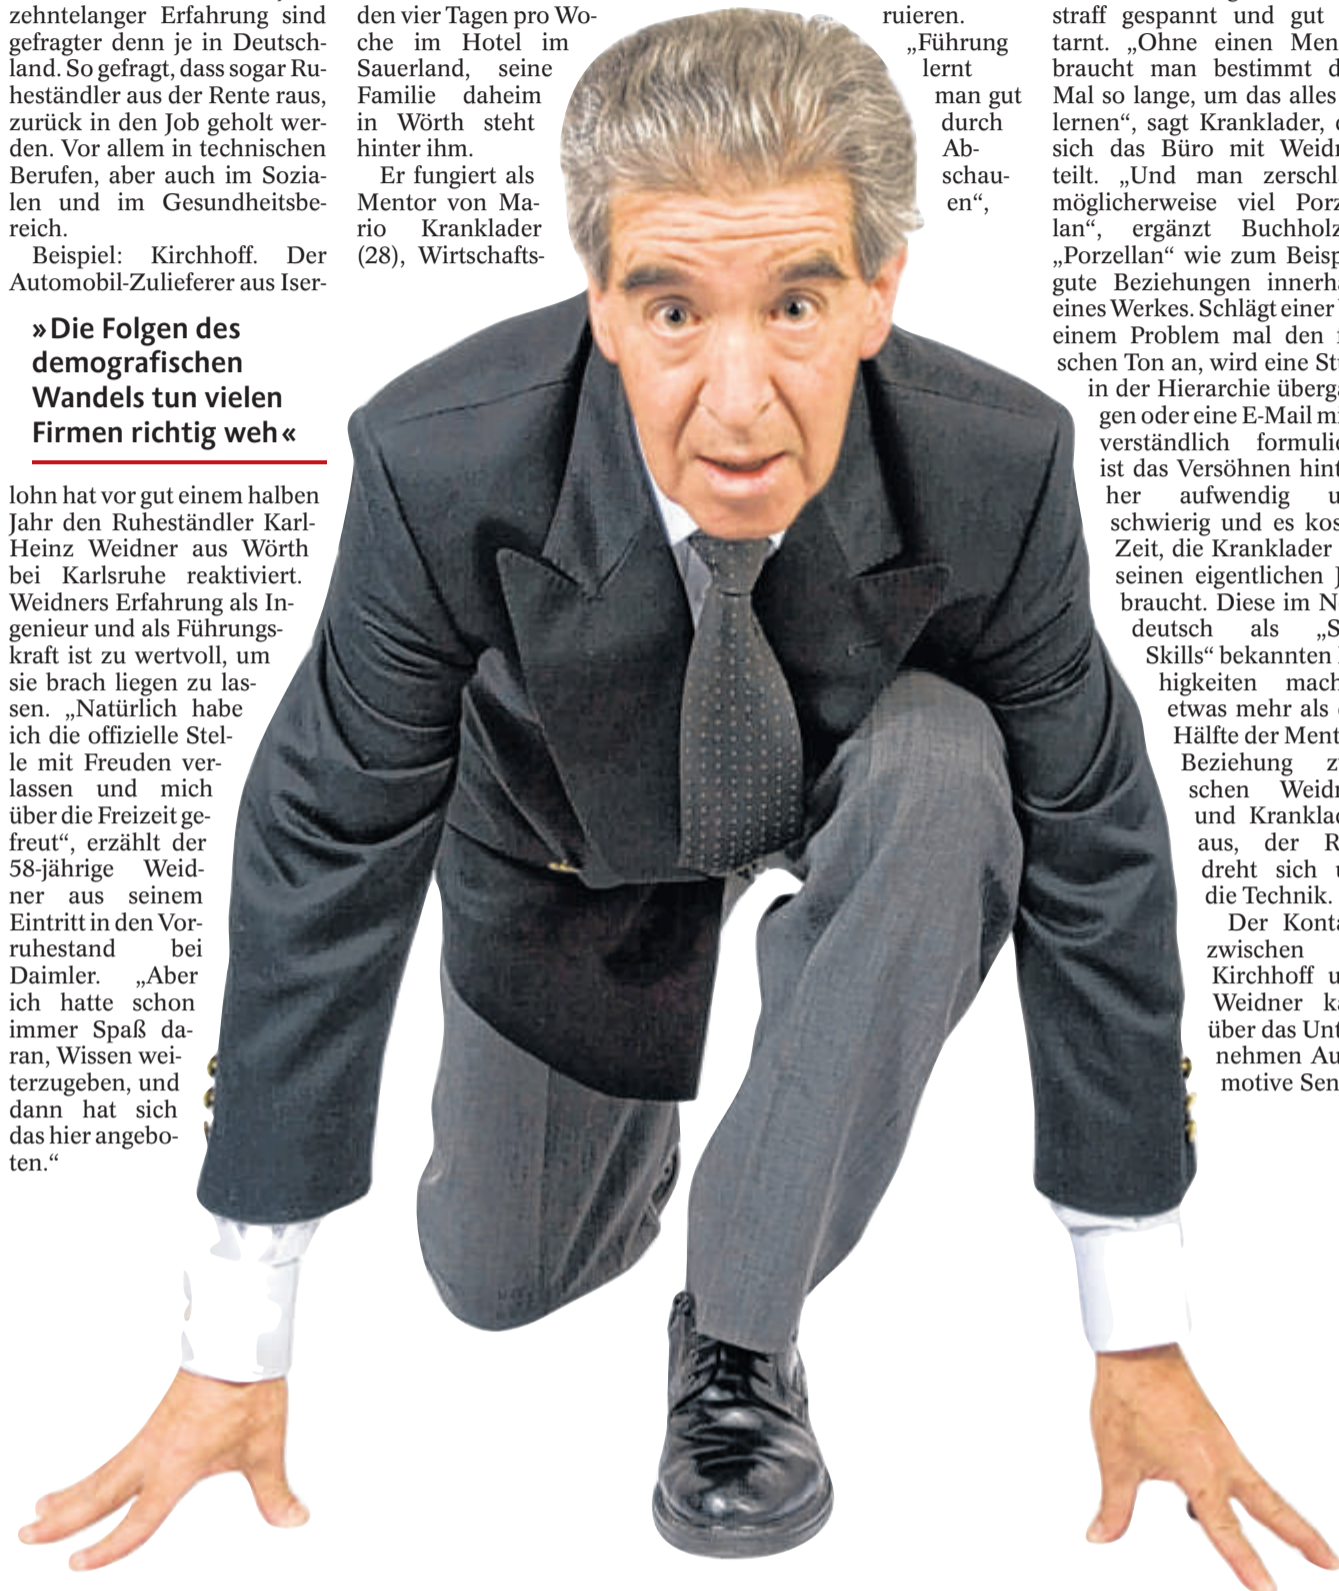 zehntelanger Erfahrung sind
gefragter denn je in Deutsch-
land. So gefragt, dass sogar Ru-
heständler aus der Rente raus,
zurück in den Job geholt wer-
den. Vor allem in technischen
Berufen, aber auch im Sozia-
len und im Gesundheitsbe-
reich.
Beispiel: Kirchhoff. Der
Automobil-Zulieferer aus Iser-
»Die Folgen des
demografischen
Wandels tun vielen
Firmen richtig weh«
lohn hat vor gut einem halben
Jahr den Ruheständler Karl-
Heinz Weidner aus Wörth
bei Karlsruhe reaktiviert.
Weidners Erfahrung als In-
genieur und als Führungs-
kraft ist zu wertvoll, um
sie brach liegen zu las-
sen. „Natürlich habe
ich die offizielle Stel-
le mit Freuden ver-
lassen und mich
über die Freizeit ge-
freut“, erzählt der
58-jährige Weid-
ner aus seinem
Eintritt in den Vor-
ruhestand bei
Daimler. „Aber
ich hatte schon
immer Spaß da-
ran, Wissen wei-
terzugeben, und
dann hat sich
das hier angebo-
ten.“
den vier Tagen pro Wo-
che im Hotel im
Sauerland, seine
Familie daheim
in Wörth steht
hinter ihm.
Er fungiert als
Mentor von Ma-
rio Kranklader
(28), Wirtschafts-
ruieren.
„Führung
lernt
man gut
durch
Ab-
schau-
en“,
straff gespannt und gut
tarnt. „Ohne einen Men
braucht man bestimmt d
Mal so lange, um das alles
lernen“, sagt Kranklader, d
sich das Büro mit Weidn
teilt. „Und man zerschlä
möglicherweise viel Porz
lan“, ergänzt Buchholz
„Porzellan“ wie zum Beisp
gute Beziehungen innerha
eines Werkes. Schlägt einer
einem Problem mal den f
schen Ton an, wird eine Stu
in der Hierarchie überga
gen oder eine E-Mail mi
verständlich formulie
ist das Versöhnen hint
her aufwendig u
schwierig und es kos
Zeit, die Kranklader
seinen eigentlichen J
braucht. Diese im N
deutsch als „S
Skills“ bekannten
higkeiten mach
etwas mehr als d
Hälfte der Ment
Beziehung z
schen Weidn
und Kranklad
aus, der R
dreht sich u
die Technik.
Der Konta
zwischen
Kirchhoff u
Weidner ka
über das Unt
nehmen Au
motive Sen